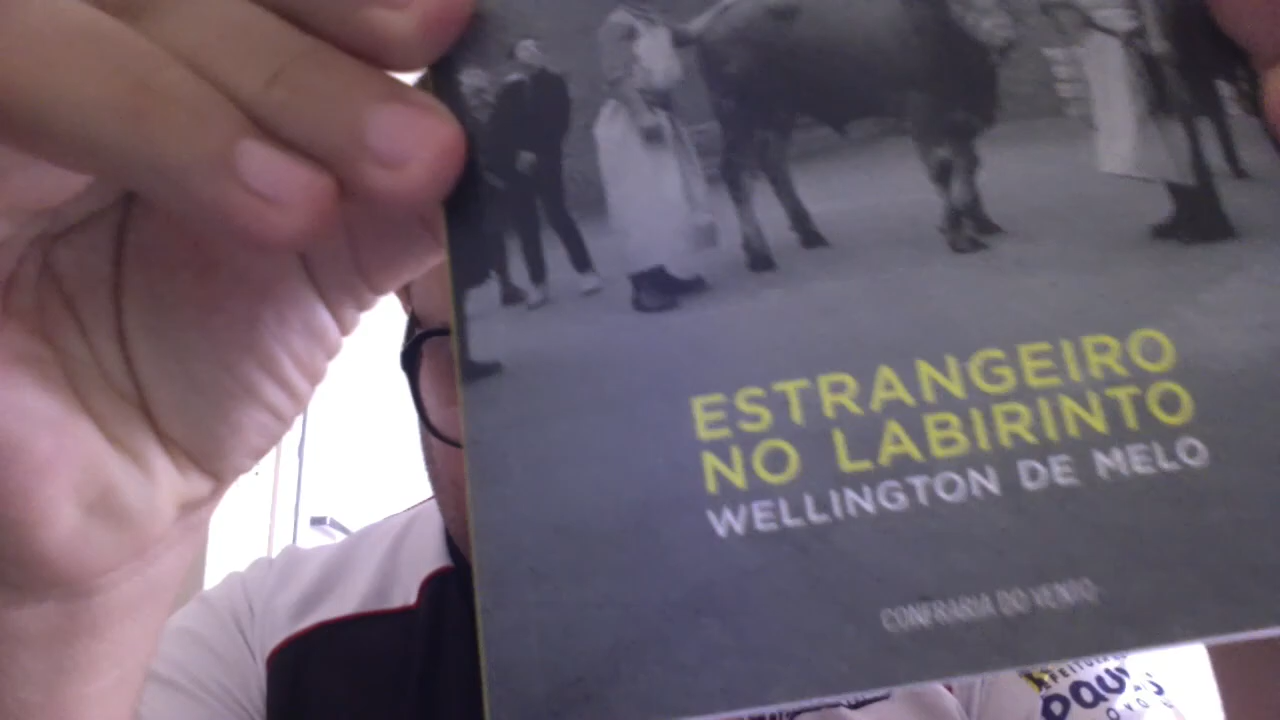 ESTRANGEIRO
NO LABIRINTO
WELLINGTON DE MELO
CONFRARIA DO VENTO